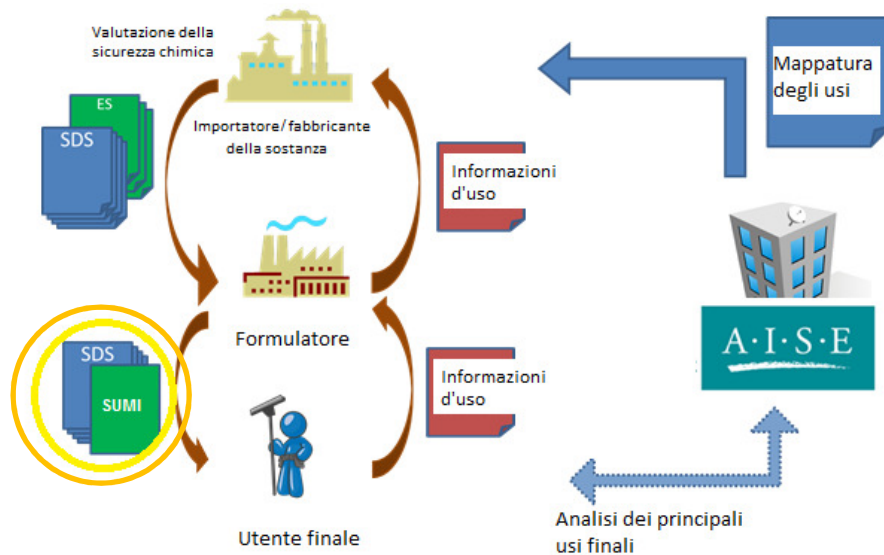 Valutazione della
sicurezza chimica
ES
SDS
Importatore/fabbricante
della sostanza
Informazioni
d'uso
Mappatura
degli usi
Formulatore
SDS
SUMI
Informazioni
d'uso
A·I·S·E
Utente finale
Analisi dei principali
usi finali